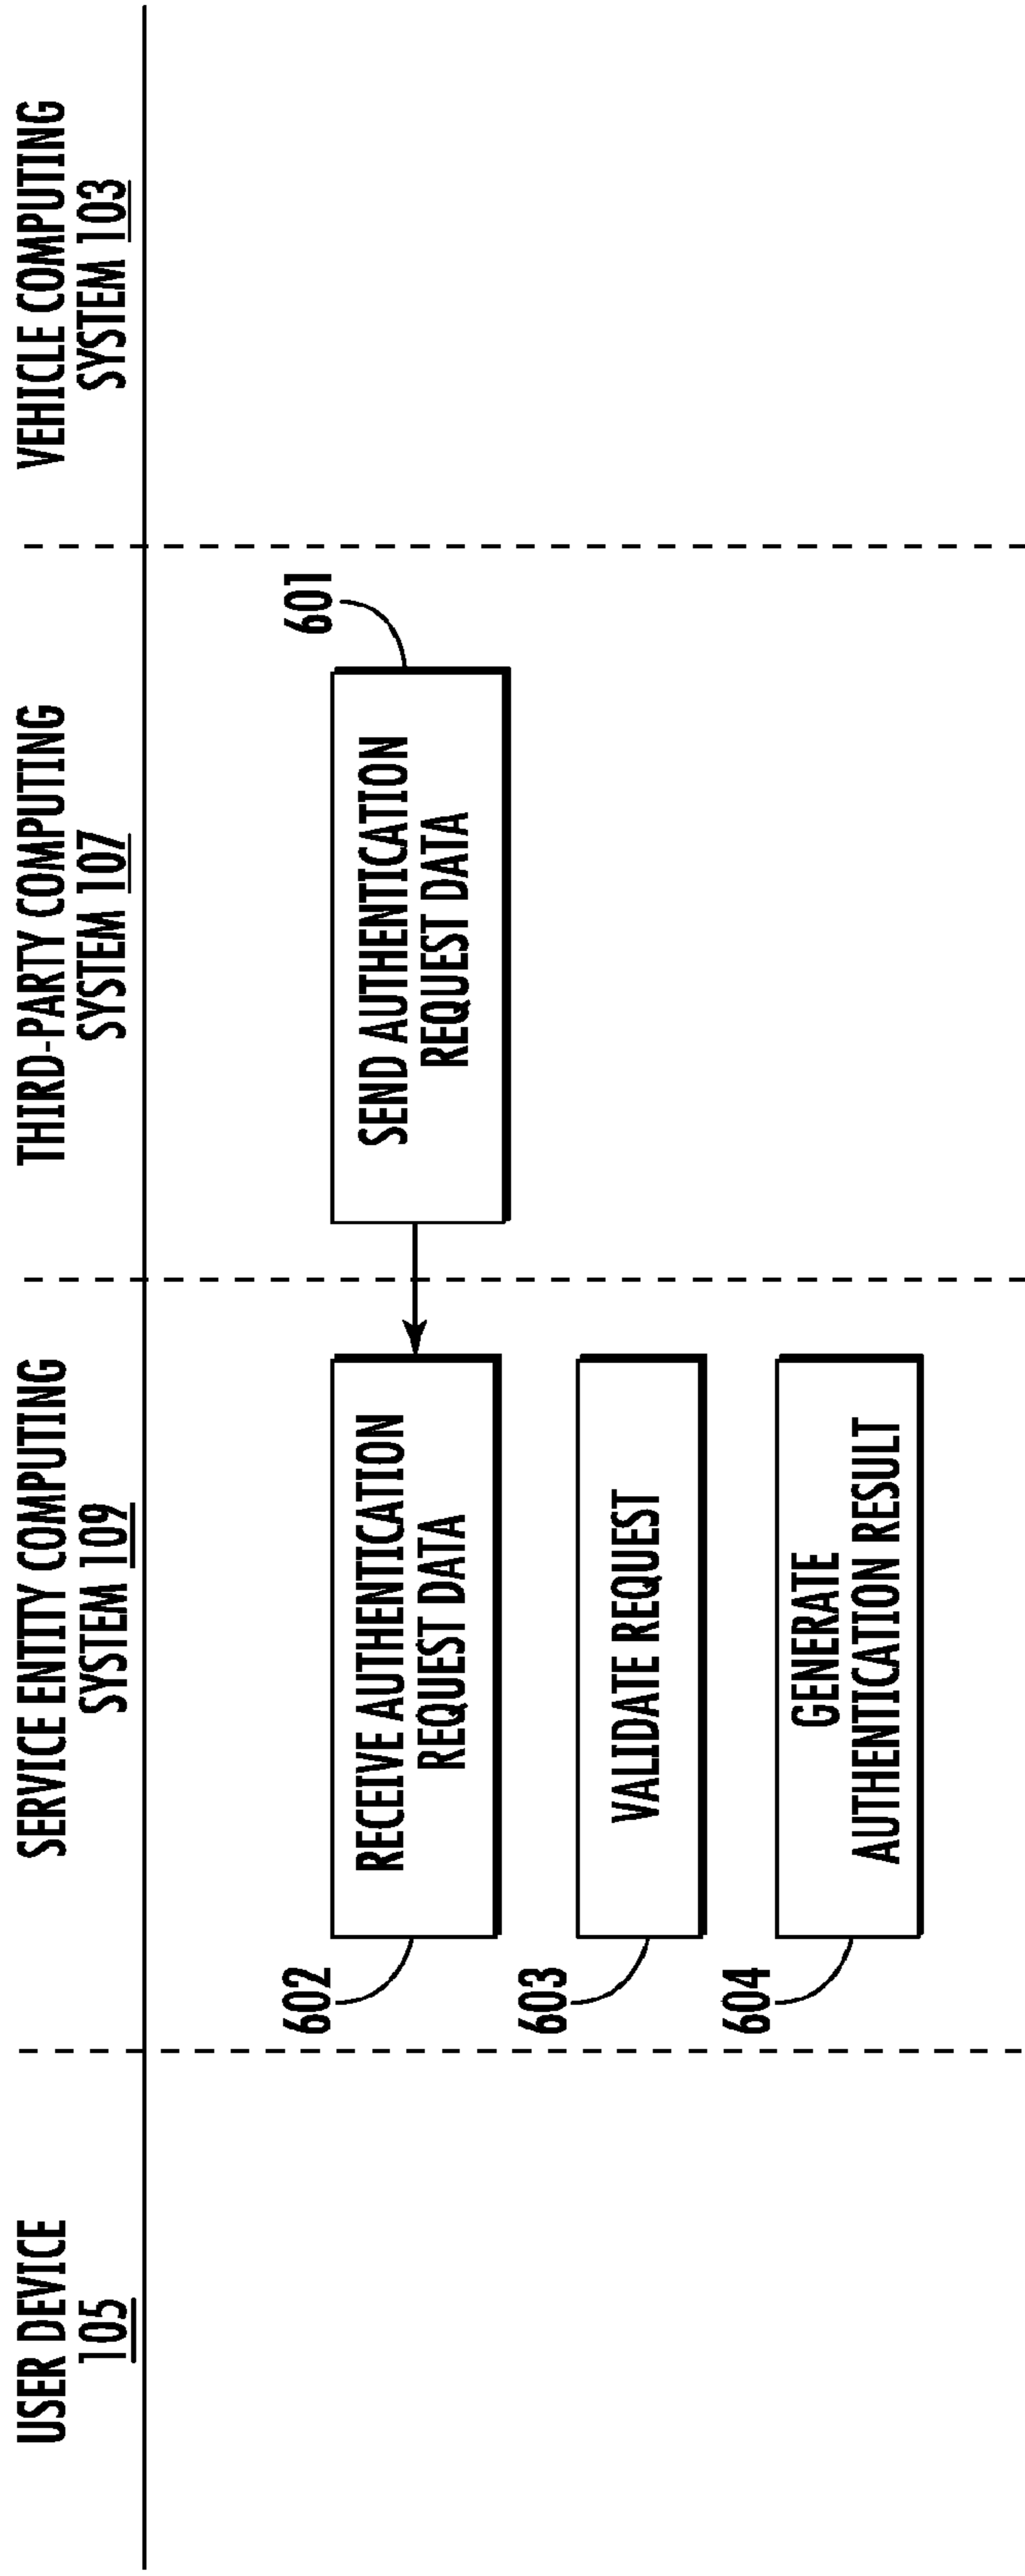 USER DEVICE
105
SERVICE ENTITY COMPUTING
SYSTEM 109
THIRD-PARTY COMPUTING
SYSTEM 107
VEHICLE COMPUTING
SYSTEM 103
601
SEND AUTHENTICATION
REQUEST DATA
602
RECEIVE AUTHENTICATION
REQUEST DATA
603
VALIDATE REQUEST
604
GENERATE
AUTHENTICATION RESULT